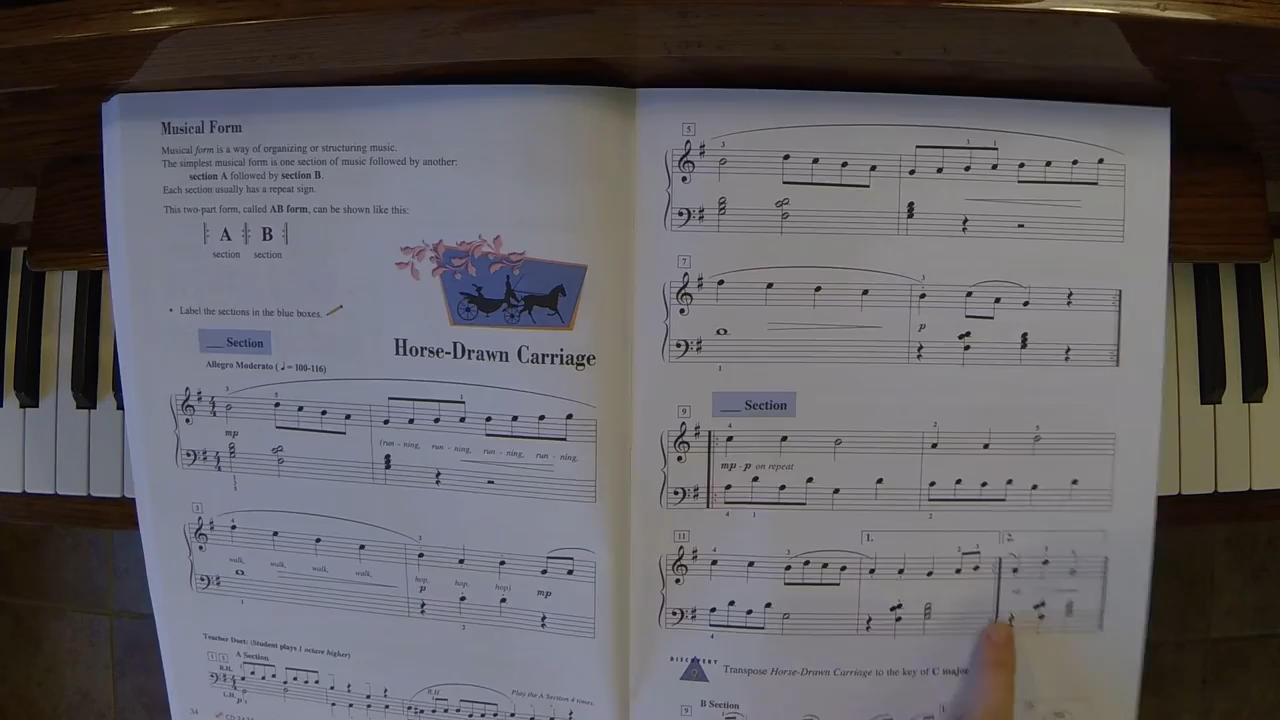 Musical Form
Musical form is a way of organizing or structuring music.
The simplest musical form is one section of music followed by another:
section A followed by section B.
Each section usually has a repeat sign.
This two-part form, called AB form, can be shown like this:
A B
section section
• Label the sections in the blue boxes.
___ Section
Horse-Drawn Carriage
Allegro Moderato (♩= 100-116)
mp
(run - ning, run - ning, run - ning, run - ning,
3
walk, walk, walk, walk, hop, hop, hop)
p mp
Teacher Duet: (Student plays 1 octave higher)
A Section
R.H.
L.H. p
R.H.
Play the A Section 4 times.
34
5
7
p
9
___ Section
mp - p on repeat
11
1. 2.
DISCOVERY
Transpose Horse-Drawn Carriage to the key of C major
9
B Section